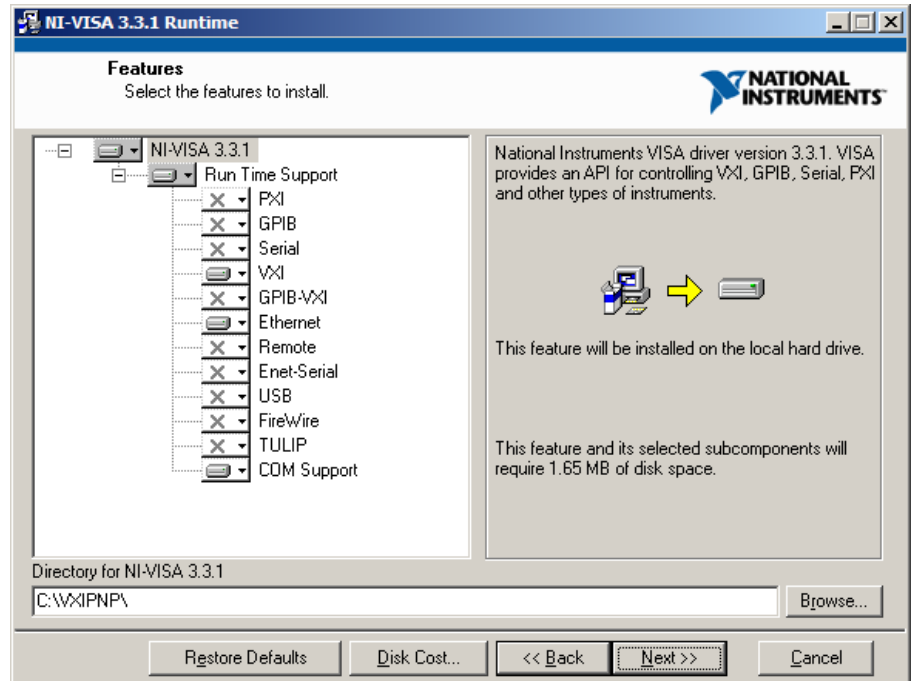 NI-VISA 3.3.1 Runtime
Features
Select the features to install.
NATIONAL
INSTRUMENTS™
NI-VISA 3.3.1
Run Time Support
PXI
GPIB
Serial
VXI
GPIB-VXI
Ethernet
Remote
Enet-Serial
USB
FireWire
TULIP
COM Support
National Instruments VISA driver version 3.3.1. VISA
provides an API for controlling VXI, GPIB, Serial, PXI
and other types of instruments.
This feature will be installed on the local hard drive.
This feature and its selected subcomponents will
require 1.65 MB of disk space.
Directory for NI-VISA 3.3.1
C:\VXIPNP\
Browse...
Restore Defaults
Disk Cost...
<< Back
Next >>
Cancel